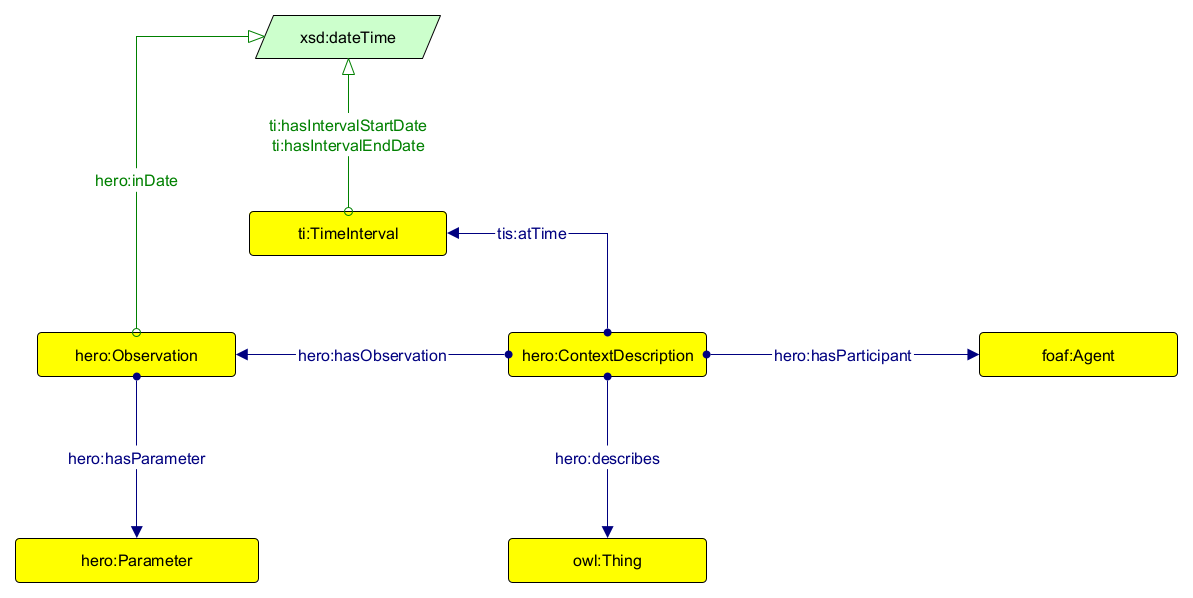 xsd:dateTime
ti:hasIntervalStartDate
ti:hasIntervalEndDate
hero:inDate
ti:TimeInterval
tis:atTime
hero:Observation
hero:hasObservation
hero:ContextDescription
hero:hasParticipant
foaf:Agent
hero:hasParameter
hero:describes
hero:Parameter
owl:Thing